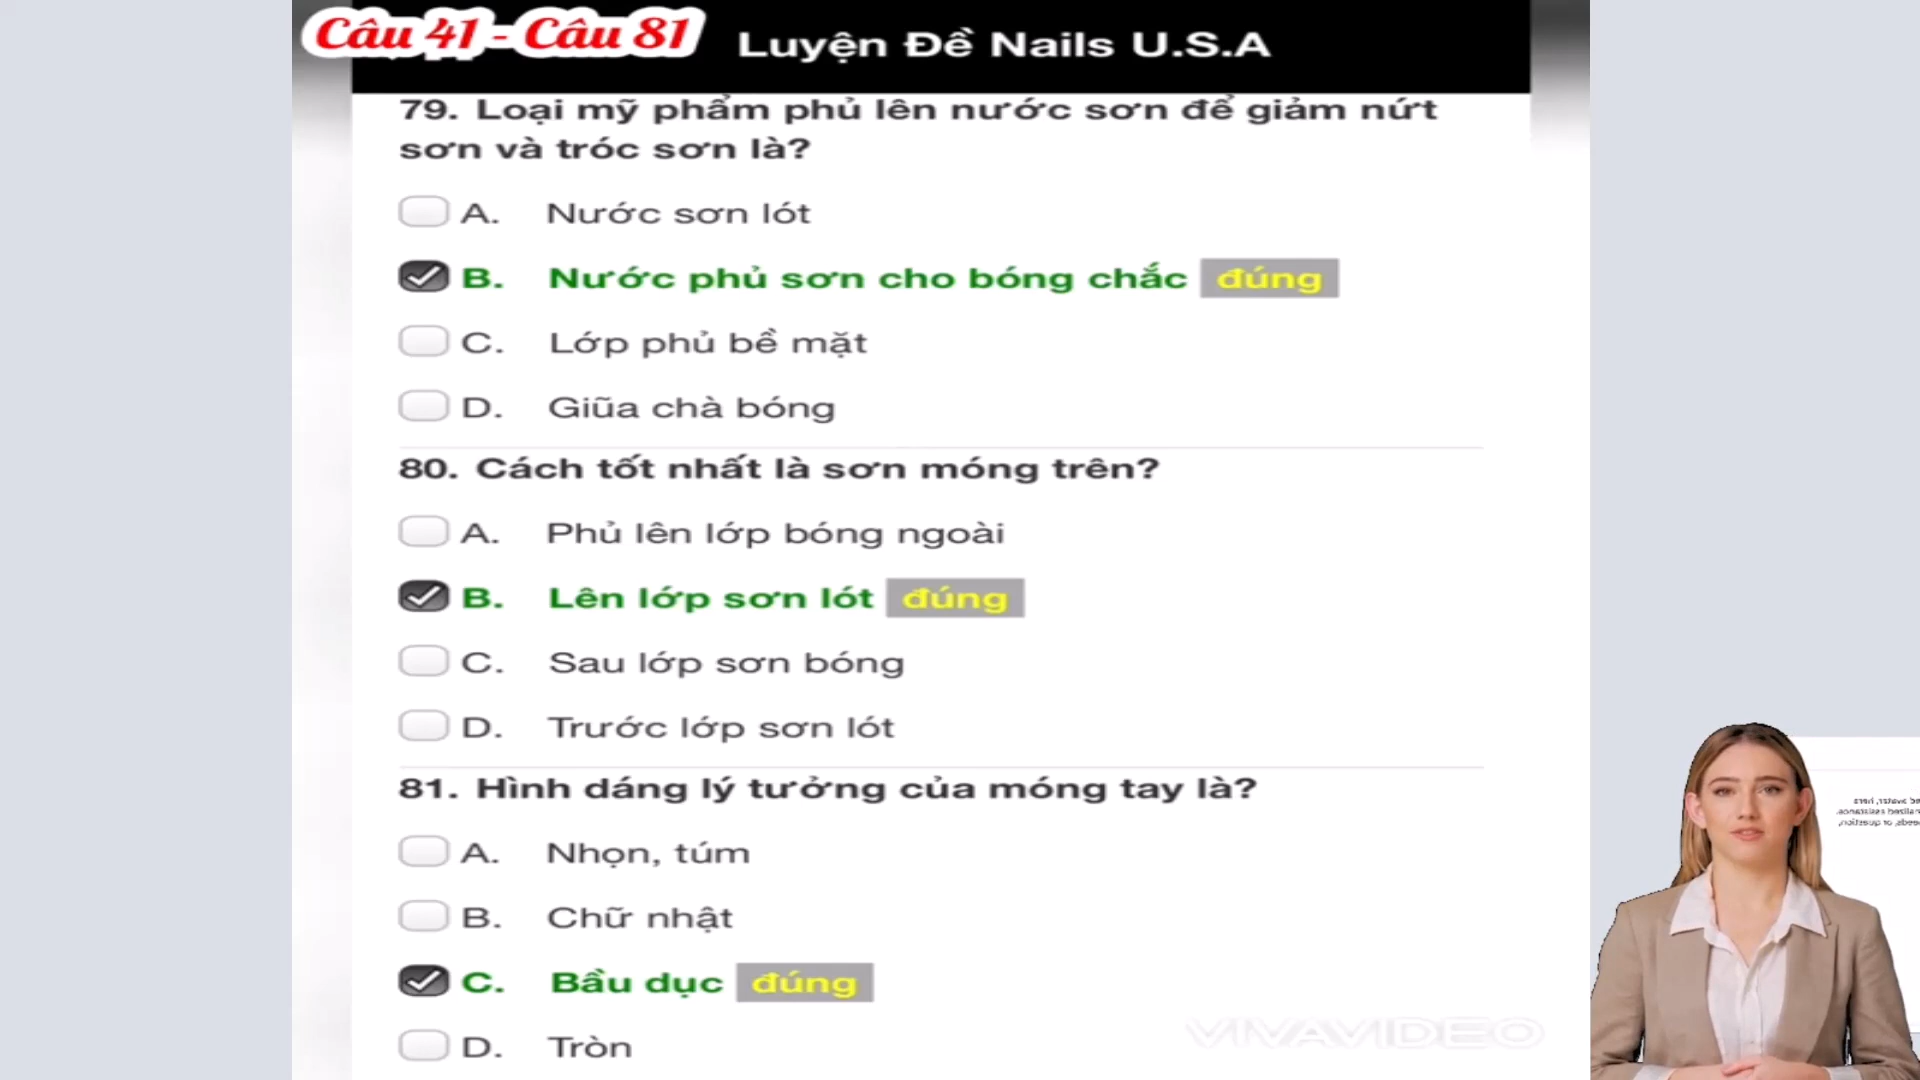 Câu 41 - Câu 81
Luyện Đề Nails U.S.A
79. Loại mỹ phẩm phủ lên nước sơn để giảm nứt
sơn và tróc sơn là?
A. Nước sơn lót
B. Nước phủ sơn cho bóng chắc đúng
C. Lớp phủ bề mặt
D. Giũa chà bóng
80. Cách tốt nhất là sơn móng trên?
A. Phủ lên lớp bóng ngoài
B. Lên lớp sơn lót đúng
C. Sau lớp sơn bóng
D. Trước lớp sơn lót
81. Hình dáng lý tưởng của móng tay là?
A. Nhọn, túm
B. Chữ nhật
C. Bầu dục đúng
D. Tròn
VIVAVIDEO